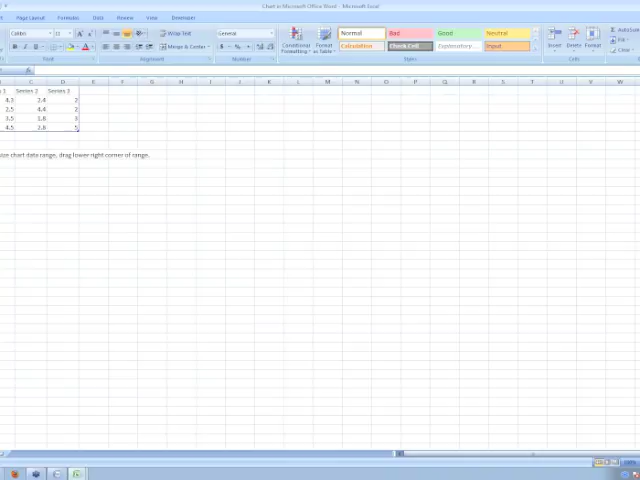 Chart in Microsoft Office Word - Microsoft Excel
Page Layout Formulas Data Review View Developer
Calibri 11 Wrap Text General Normal Bad Good Neutral AutoSum
Fill
Merge & Center Conditional Formatting Format as Table Calculation Check Cell Explanatory... Input Insert Delete Format Clear
Font Alignment Number Styles Cells
C D E F G H I J K L M N O P Q R S T U V W
1 Series 2 Series 3
4.3 2.4 2
2.5 4.4 2
3.5 1.8 3
4.5 2.8 5
size chart data range, drag lower right corner of range.
100%